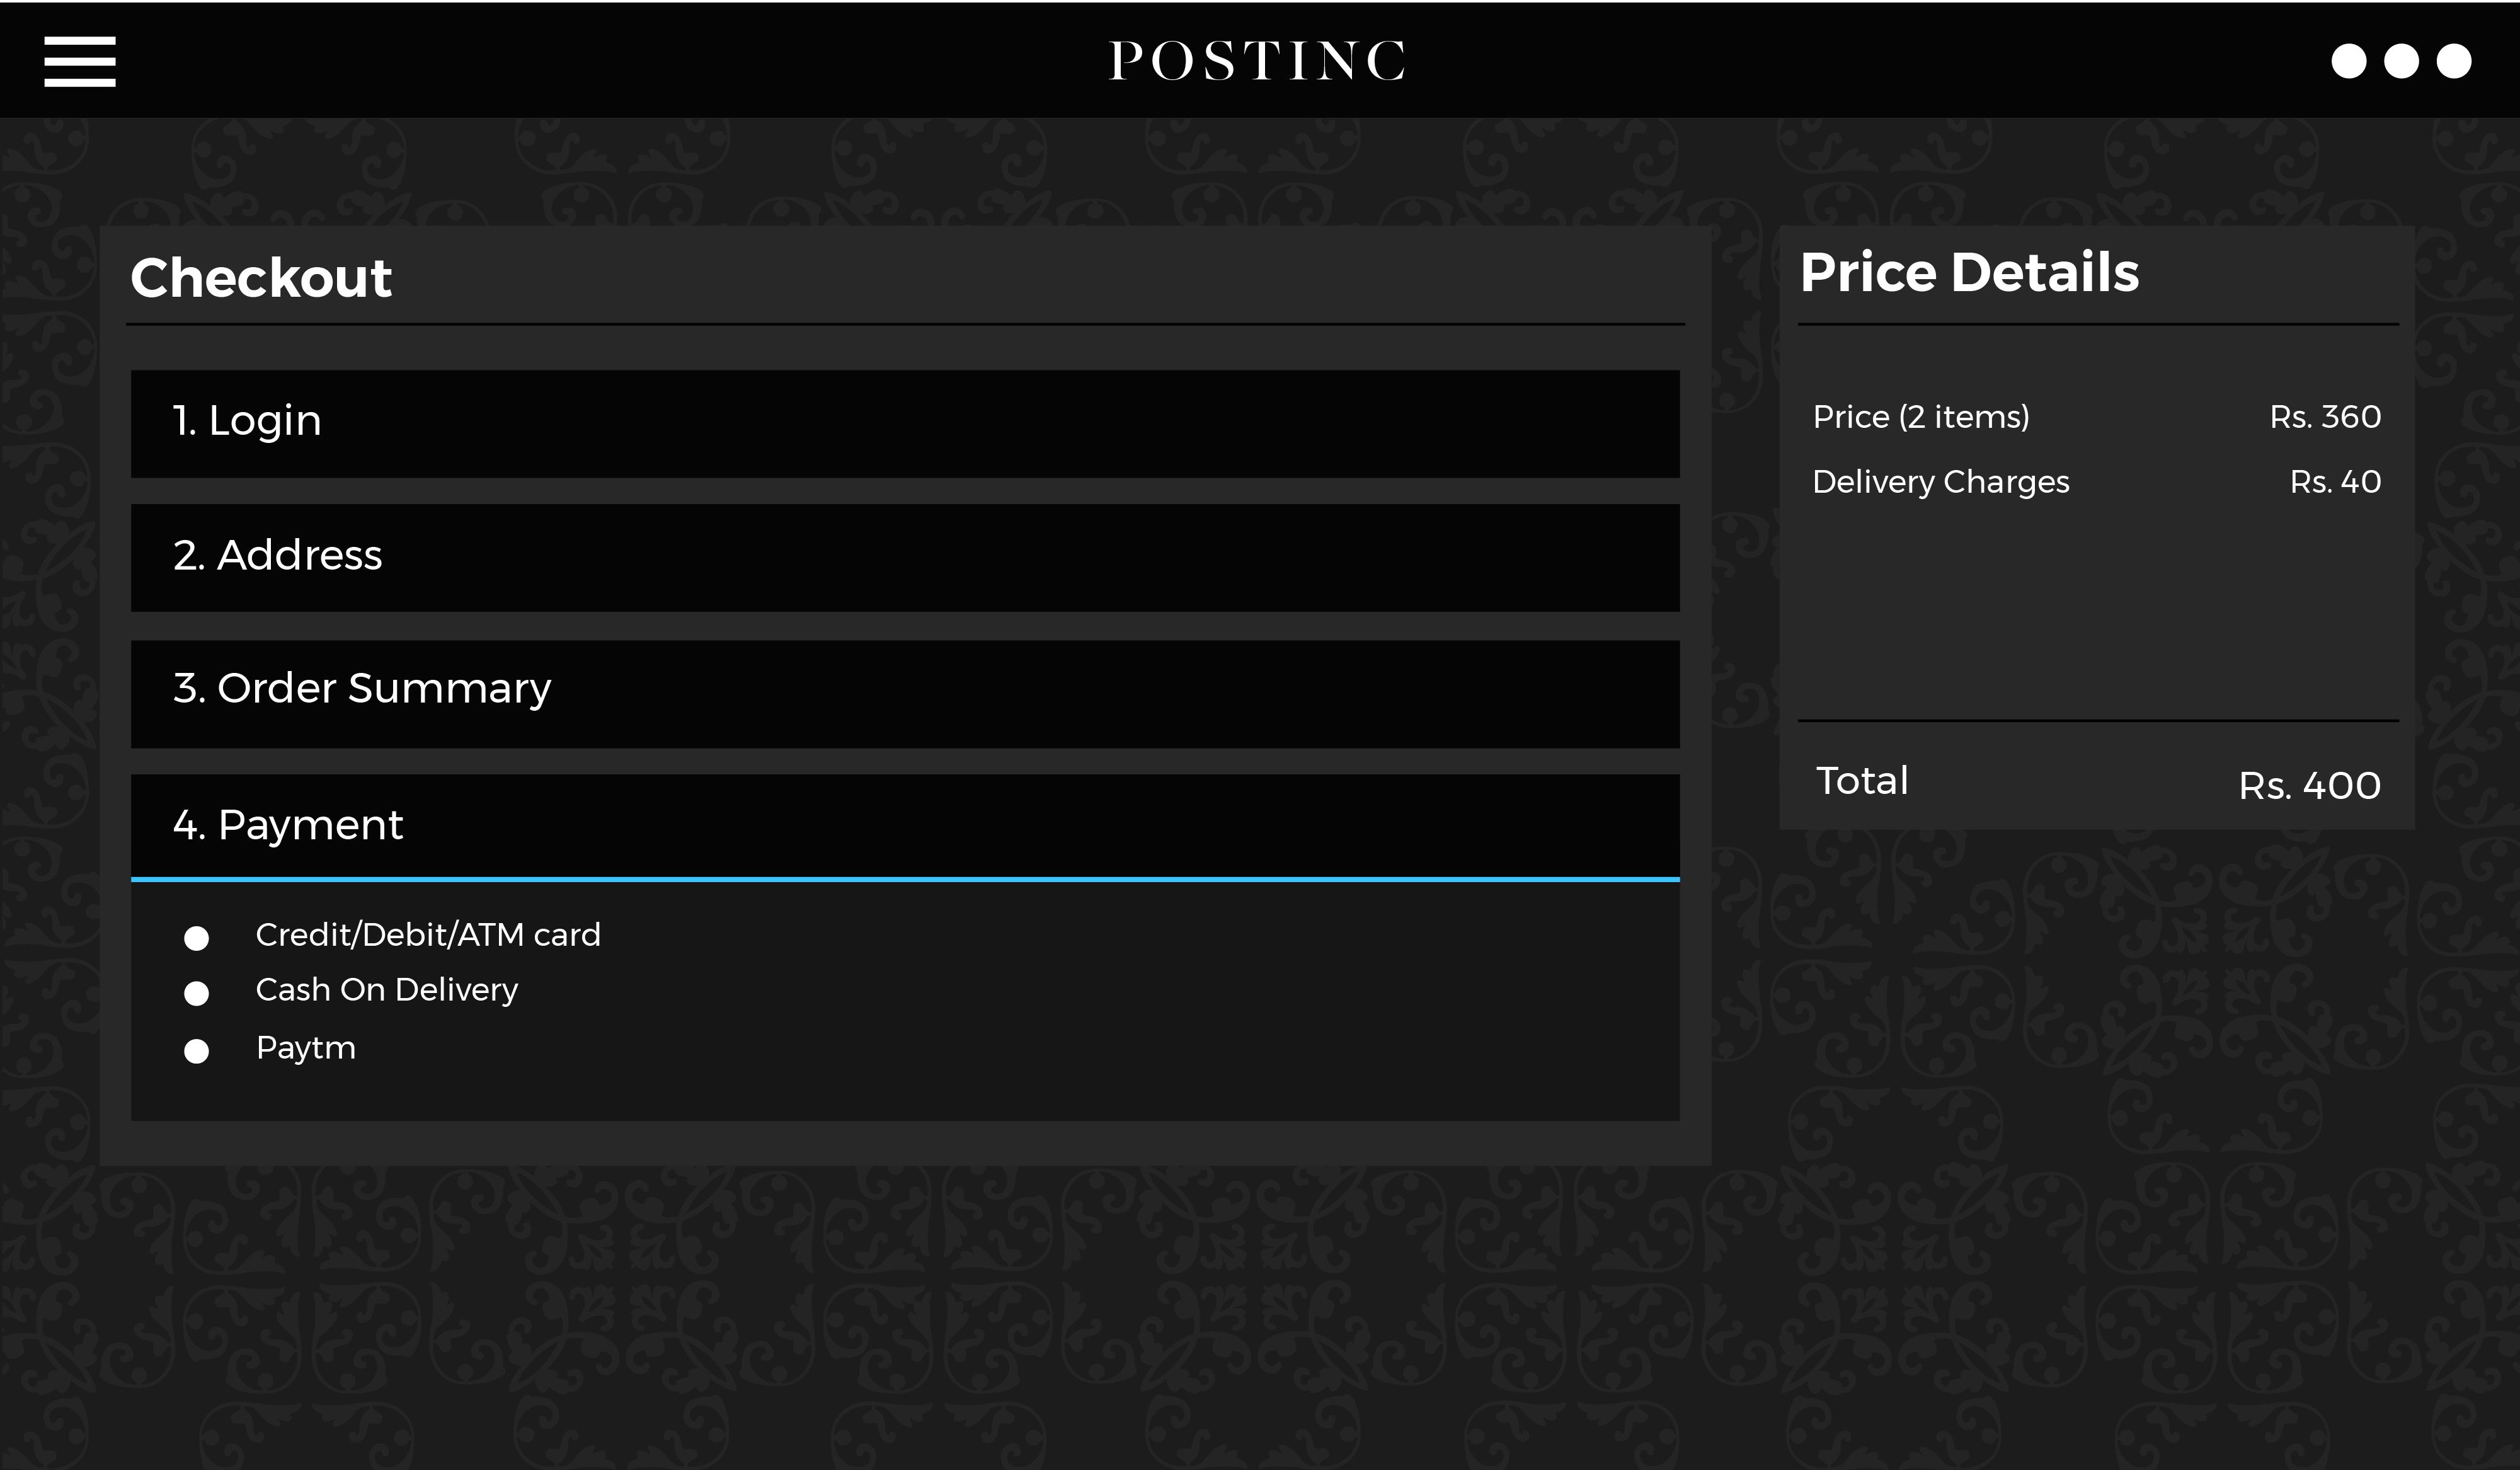 POSTINC
Checkout
1. Login
2. Address
3. Order Summary
4. Payment
Credit/Debit/ATM card
Cash On Delivery
Paytm
Price Details
Price (2 items) Rs. 360
Delivery Charges Rs. 40
Total Rs. 400